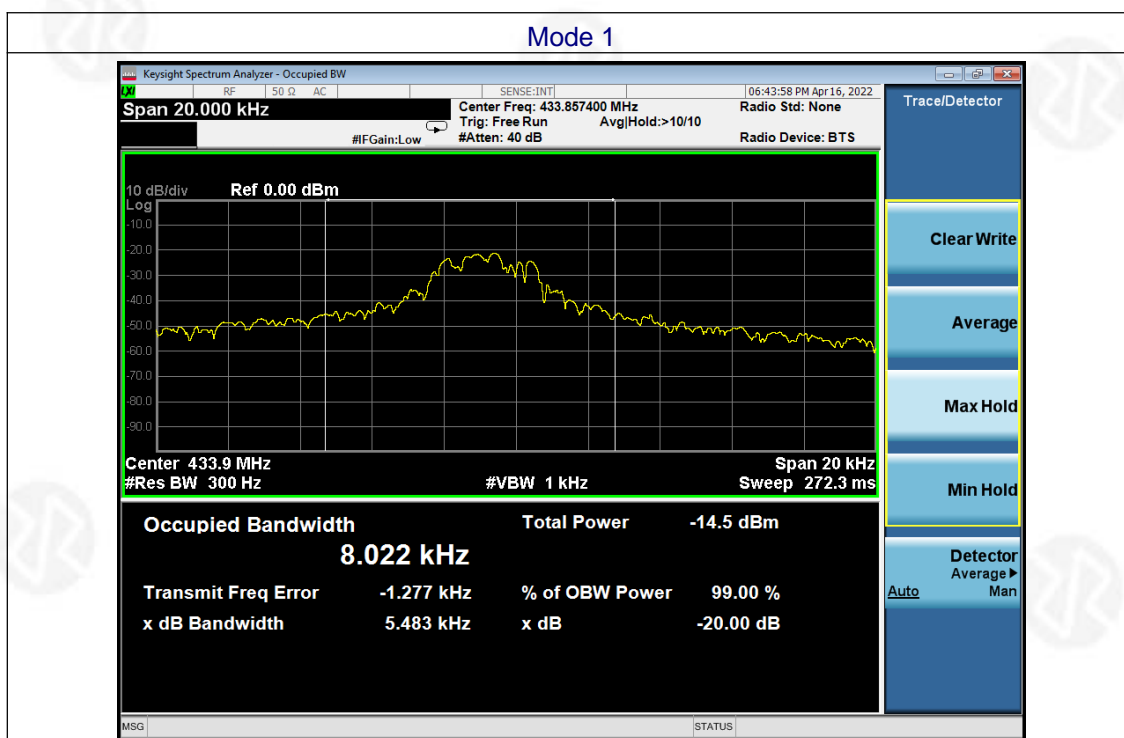 Mode 1
Keysight Spectrum Analyzer - Occupied BW
LXI RF 50 Ω AC SENSE:INT 06:43:58 PM Apr 16, 2022
Span 20.000 kHz Center Freq: 433.857400 MHz Radio Std: None
Trig: Free Run Avg|Hold:>10/10
#IFGain:Low #Atten: 40 dB Radio Device: BTS
10 dB/div Ref 0.00 dBm
Log
-10.0
-20.0
-30.0
-40.0
-50.0
-60.0
-70.0
-80.0
-90.0
Center 433.9 MHz Span 20 kHz
#Res BW 300 Hz #VBW 1 kHz Sweep 272.3 ms
Occupied Bandwidth Total Power -14.5 dBm
8.022 kHz
Transmit Freq Error -1.277 kHz % of OBW Power 99.00 %
x dB Bandwidth 5.483 kHz x dB -20.00 dB
MSG STATUS
Trace/Detector
Clear Write
Average
Max Hold
Min Hold
Detector
Average
Auto Man